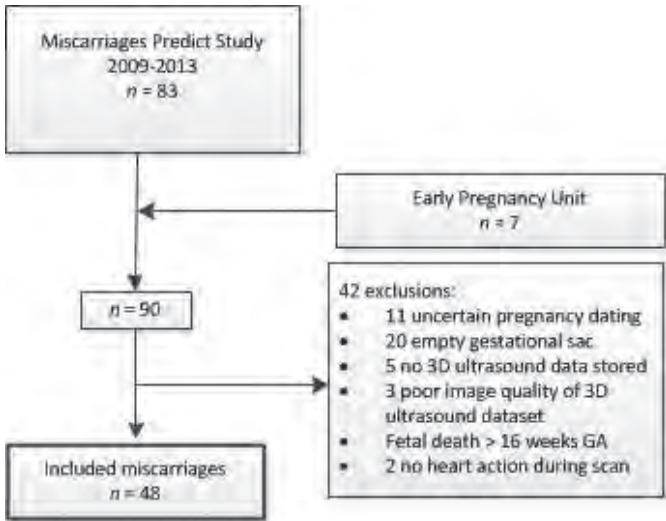 Miscarriages Predict Study
2009-2013
n = 83
Early Pregnancy Unit
n = 7
n = 90
42 exclusions:
• 11 uncertain pregnancy dating
• 20 empty gestational sac
• 5 no 3D ultrasound data stored
• 3 poor image quality of 3D
ultrasound dataset
• Fetal death > 16 weeks GA
• 2 no heart action during scan
Included miscarriages
n = 48